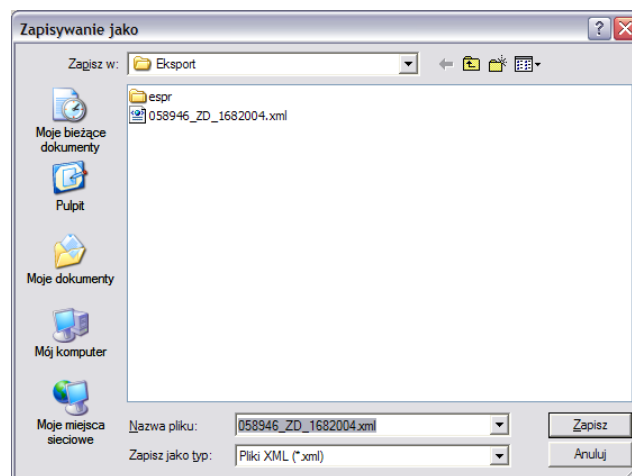 Zapisywanie jako
Zapisz w: Eksport
espr
058946_ZD_1682004.xml
Moje bieżące
dokumenty
Pulpit
Moje dokumenty
Mój komputer
Moje miejsca
sieciowe
Nazwa pliku: 058946_ZD_1682004.xml Zapisz
Zapisz jako typ: Pliki XML (*.xml) Anuluj